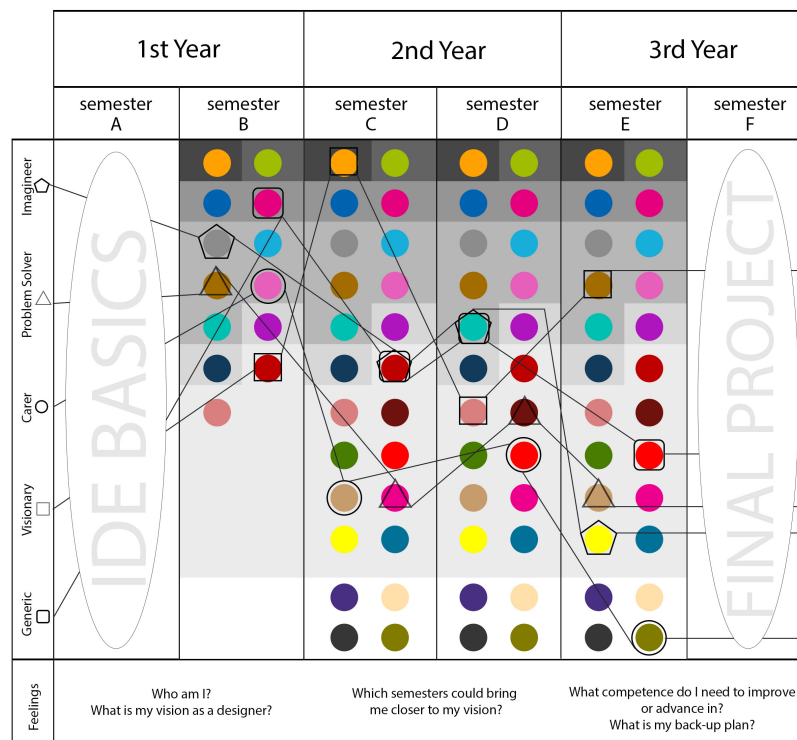 1st Year
2nd Year
3rd Year
semester
A
semester
B
semester
C
semester
D
semester
E
semester
F
Imagineer
Problem Solver
Carer
Visionary
Generic
IDE BASICS
FINAL PROJECT
Feelings
Who am I?
What is my vision as a designer?
Which semesters could bring
me closer to my vision?
What competence do I need to improve
or advance in?
What is my back-up plan?